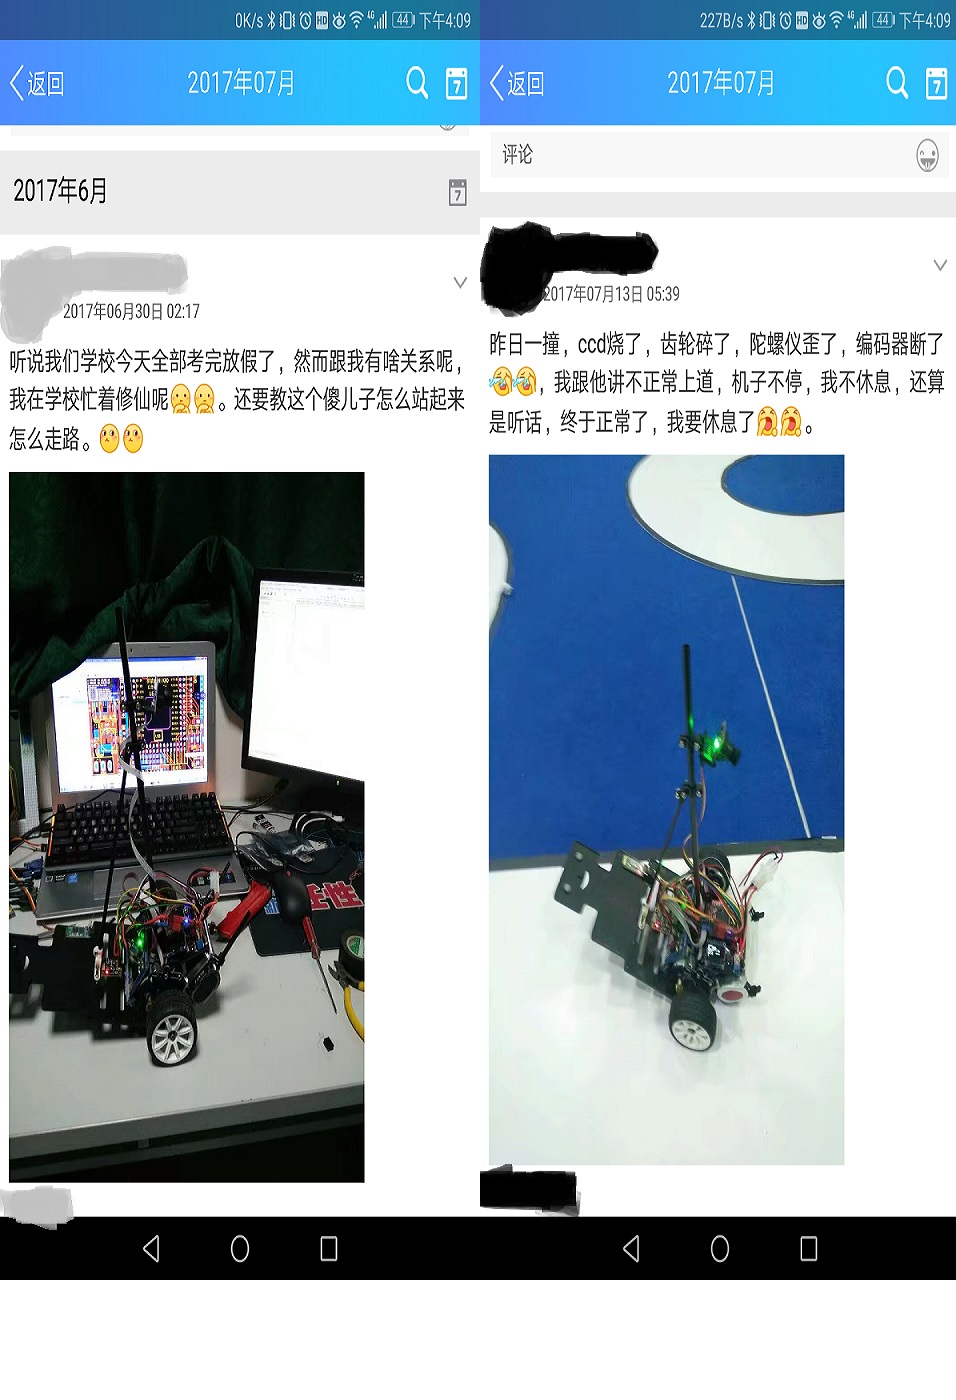 0K/s HD 4G 44 下午4:09
返回 2017年07月 7
2017年6月 7
2017年06月30日 02:17
听说我们学校今天全部考完放假了，然而跟我有啥关系呢，
我在学校忙着修仙呢。还要教这个傻儿子怎么站起来
怎么走路。
任性
227B/s HD 4G 44 下午4:09
返回 2017年07月 7
评论
2017年07月13日 05:39
昨日一撞，ccd烧了，齿轮碎了，陀螺仪歪了，编码器断了
，我跟他讲不正常上道，机子不停，我不休息，还算
是听话，终于正常了，我要休息了。